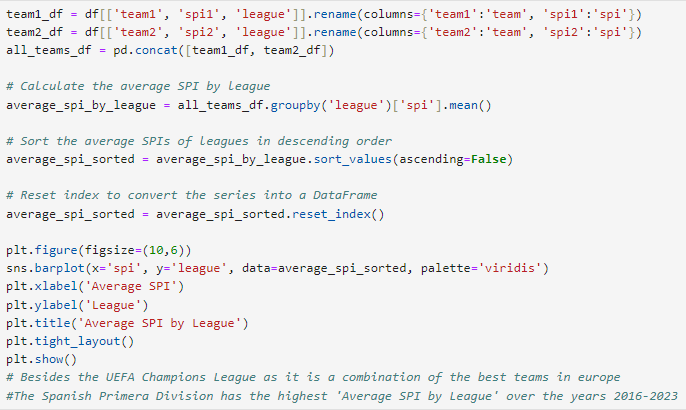 team1_df = df[['team1', 'spi1', 'league']].rename(columns={'team1':'team', 'spi1':'spi'})
team2_df = df[['team2', 'spi2', 'league']].rename(columns={'team2':'team', 'spi2':'spi'})
all_teams_df = pd.concat([team1_df, team2_df])

# Calculate the average SPI by league
average_spi_by_league = all_teams_df.groupby('league')['spi'].mean()

# Sort the average SPIs of leagues in descending order
average_spi_sorted = average_spi_by_league.sort_values(ascending=False)

# Reset index to convert the series into a DataFrame
average_spi_sorted = average_spi_sorted.reset_index()

plt.figure(figsize=(10,6))
sns.barplot(x='spi', y='league', data=average_spi_sorted, palette='viridis')
plt.xlabel('Average SPI')
plt.ylabel('League')
plt.title('Average SPI by League')
plt.tight_layout()
plt.show()
# Besides the UEFA Champions League as it is a combination of the best teams in europe
#The Spanish Primera Division has the highest 'Average SPI by League' over the years 2016-2023